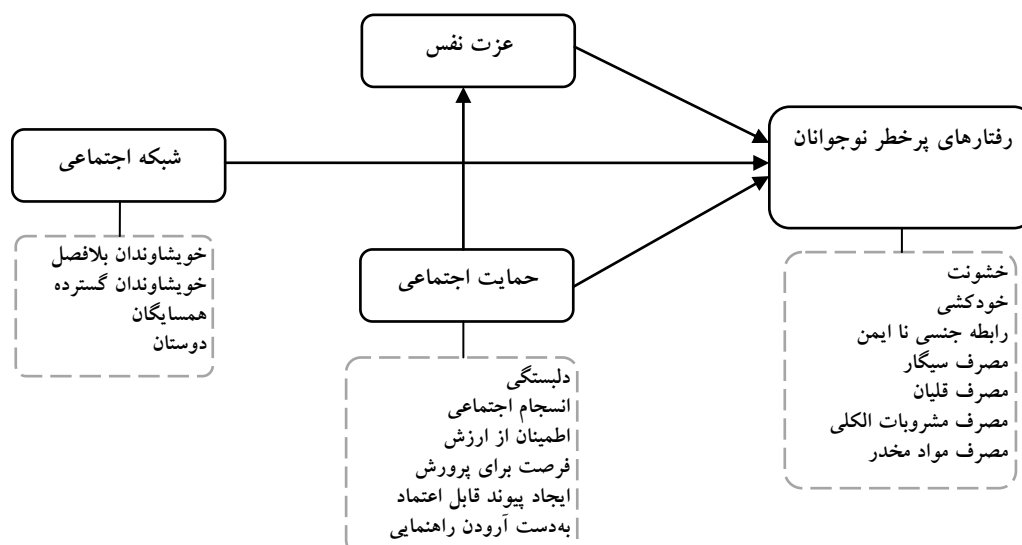 عزت نفس
رفتارهای پرخطر نوجوانان
شبکه اجتماعی
حمایت اجتماعی
خویشاوندان بلافصل
خویشاوندان گسترده
همسایگان
دوستان
خشونت
خودکشی
رابطه جنسی نا ایمن
مصرف سیگار
مصرف قلیان
مصرف مشروبات الکلی
مصرف مواد مخدر
دلبستگی
انسجام اجتماعی
اطمینان از ارزش
فرصت برای پرورش
ایجاد پیوند قابل اعتماد
به‌دست آرودن راهنمایی